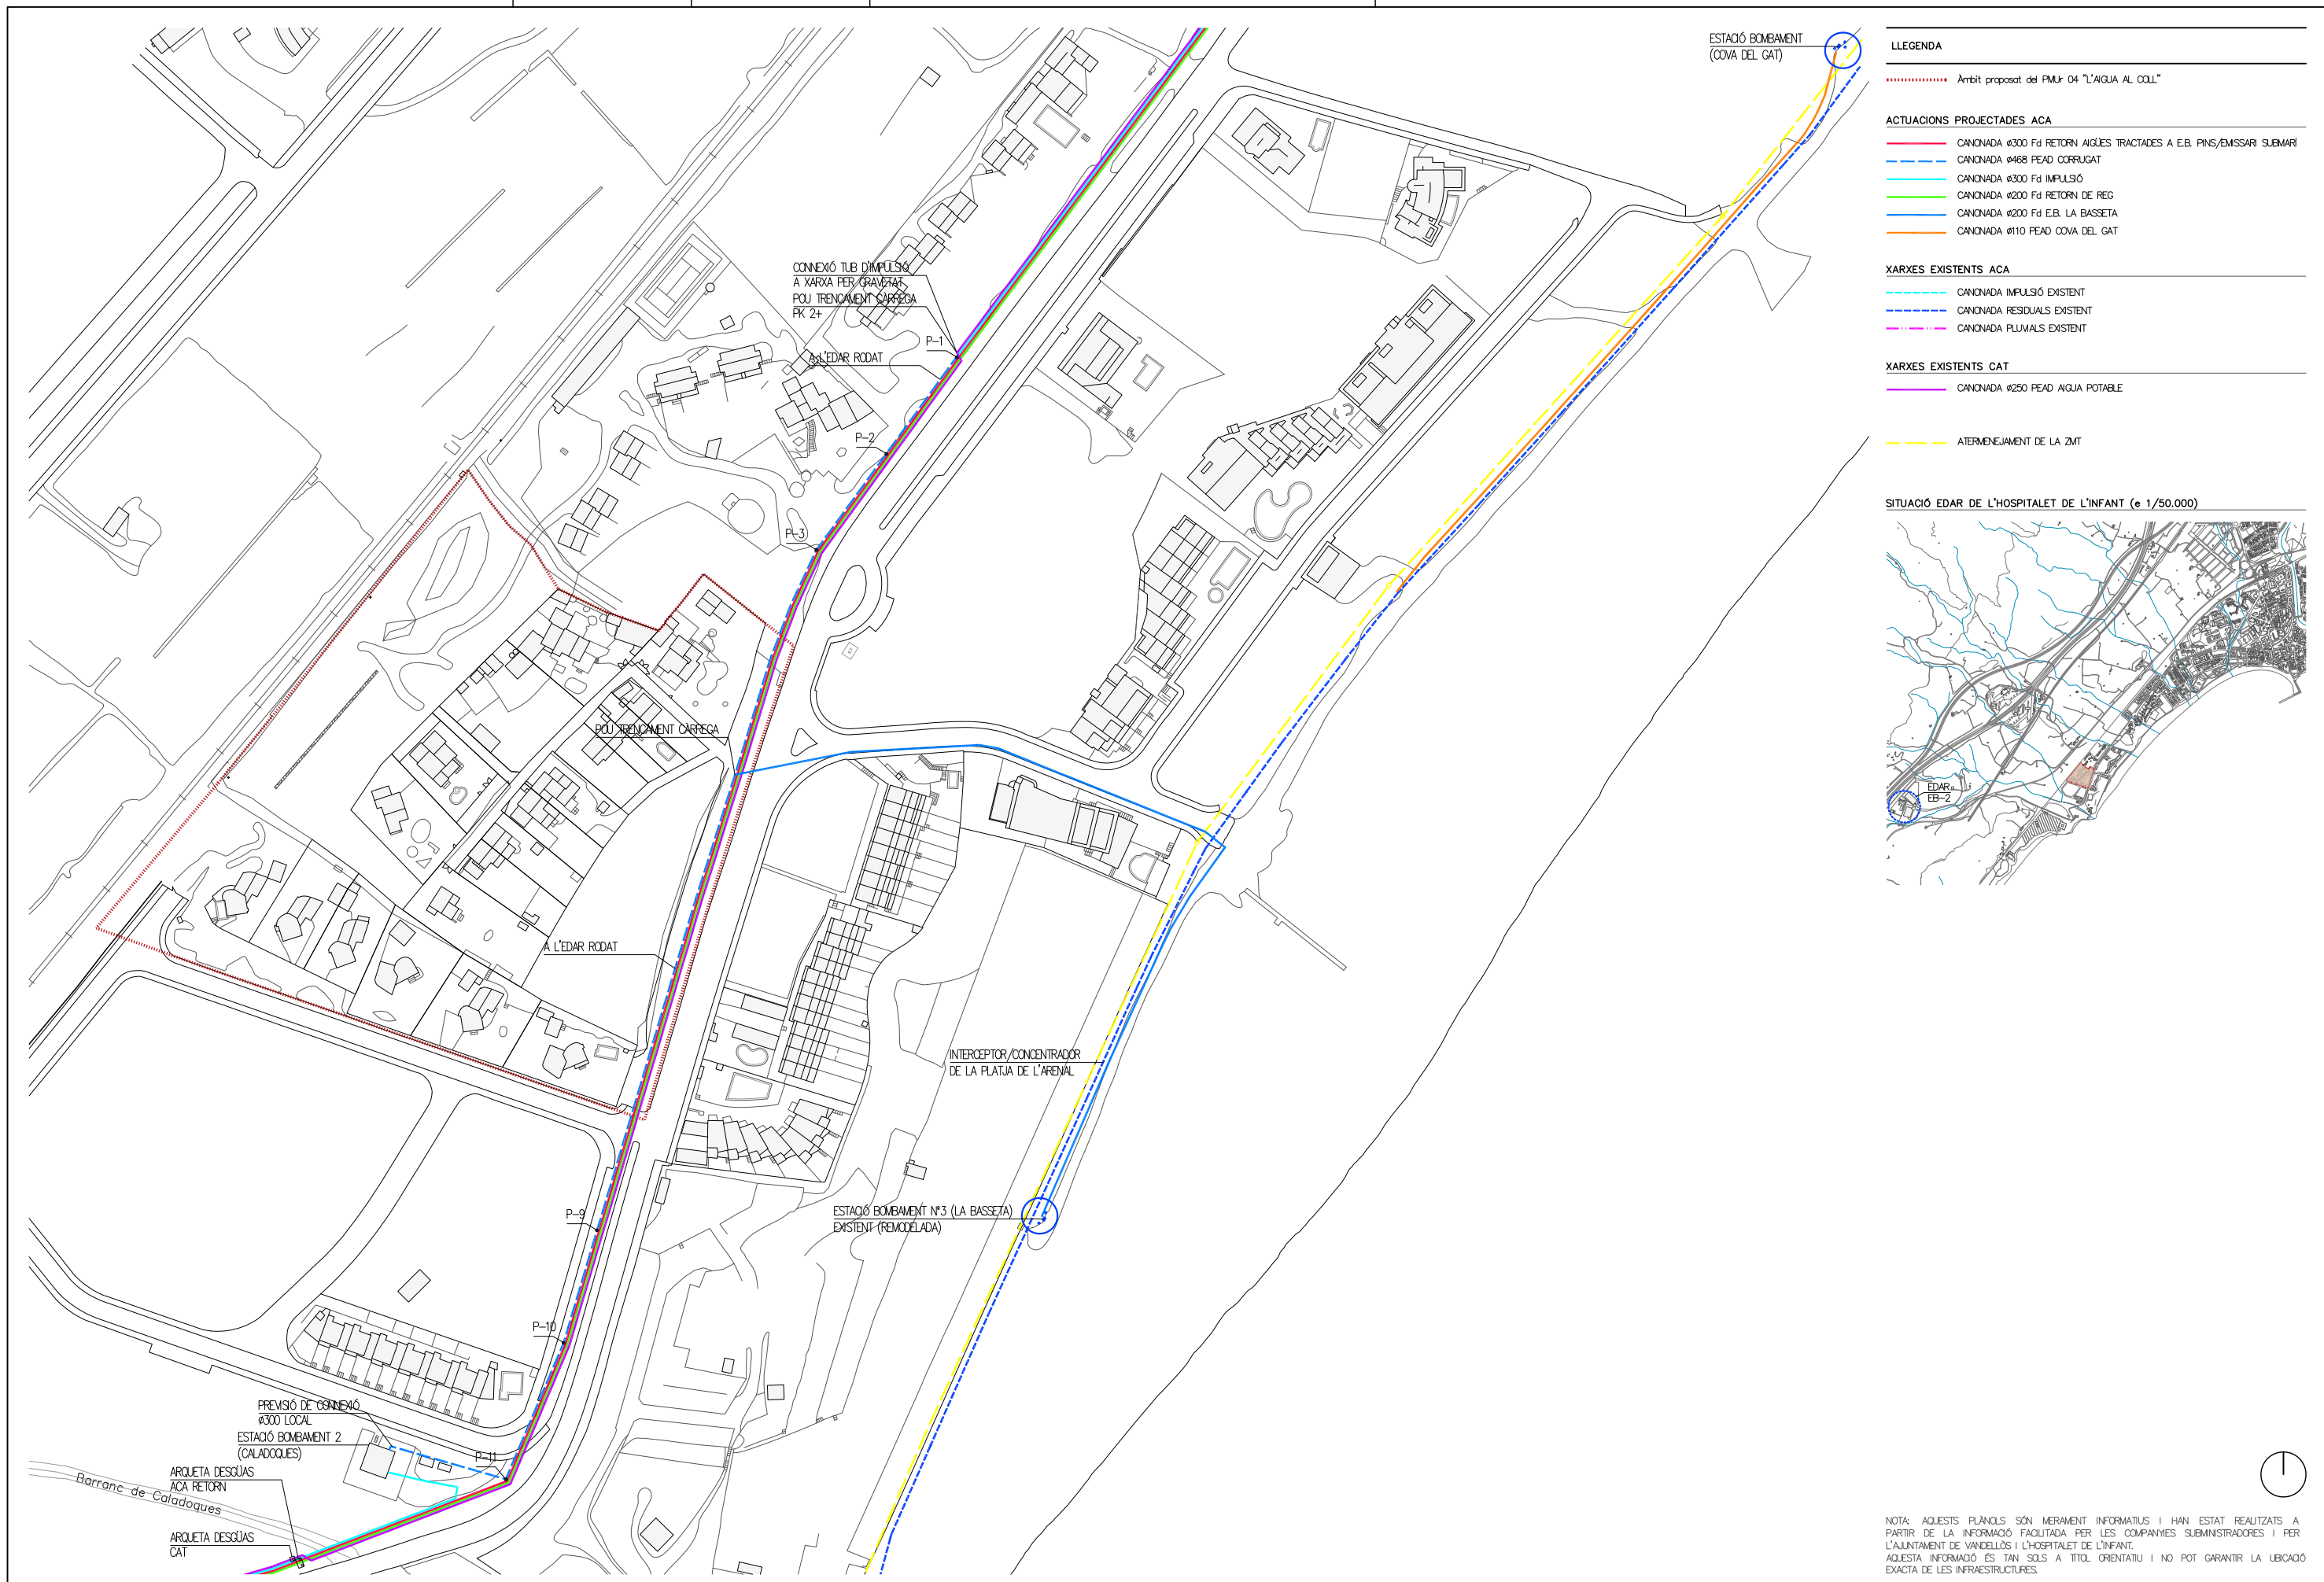 ESTACIÓ BOMBAMENT
(COVA DEL GAT)
CONNEXIÓ TUB D'IMPULSIÓ
A XARXA PER GRAVETAT
POU TRENCAMENT CÀRREGA
PK 2+
P-1
A L'EDAR RODAT
P-2
P-3
POU TRENCAMENT CÀRREGA
A L'EDAR RODAT
INTERCEPTOR/CONCENTRADOR
DE LA PLATJA DE L'ARENAL
P-9
ESTACIÓ BOMBAMENT Nº3 (LA BASSETA)
EXISTENT (REMODELADA)
P-10
PREVISIÓ DE CONNEXIÓ
Ø300 LOCAL
ESTACIÓ BOMBAMENT 2
(CALADOQUES)
P-11
ARQUETA DESGÜAS
ACA RETORN
Barranc de Caladoques
ARQUETA DESGÜAS
CAT
LLEGENDA
Àmbit proposat del PMUr 04 "L'AIGUA AL COLL"
ACTUACIONS PROJECTADES ACA
CANONADA Ø300 Fd RETORN AIGÜES TRACTADES A E.B. PINS/EMISSARI SUBMARÍ
CANONADA Ø468 PEAD CORRUGAT
CANONADA Ø300 Fd IMPULSIÓ
CANONADA Ø200 Fd RETORN DE REG
CANONADA Ø200 Fd E.B. LA BASSETA
CANONADA Ø110 PEAD COVA DEL GAT
XARXES EXISTENTS ACA
CANONADA IMPULSIÓ EXISTENT
CANONADA RESIDUALS EXISTENT
CANONADA PLUVIALS EXISTENT
XARXES EXISTENTS CAT
CANONADA Ø250 PEAD AIGUA POTABLE
ATERMENEJAMENT DE LA ZMT
SITUACIÓ EDAR DE L'HOSPITALET DE L'INFANT (e 1/50.000)
EDAR
EB-2
NOTA: AQUESTS PLÀNOLS SÓN MERAMENT INFORMATIUS I HAN ESTAT REALITZATS A
PARTIR DE LA INFORMACIÓ FACILITADA PER LES COMPANYIES SUBMINISTRADORES I PER
L'AJUNTAMENT DE VANDELLÒS I L'HOSPITALET DE L'INFANT.
AQUESTA INFORMACIÓ ÉS TAN SOLS A TÍTOL ORIENTATIU I NO POT GARANTIR LA UBICACIÓ
EXACTA DE LES INFRAESTRUCTURES.